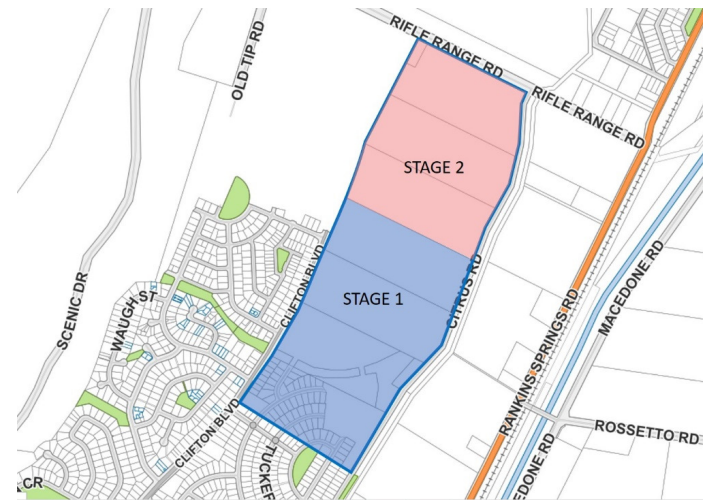 OLD TIP RD
RIFLE RANGE RD
RIFLE RANGE RD
STAGE 2
SCENIC DR
WAUGH ST
CLIFTON BLVD
STAGE 1
CITRUS RD
RANKINS SPRINGS RD
MACEDONE RD
CLIFTON BLVD
TUCKER
ROSSETTO RD
EDONE RD
A CR